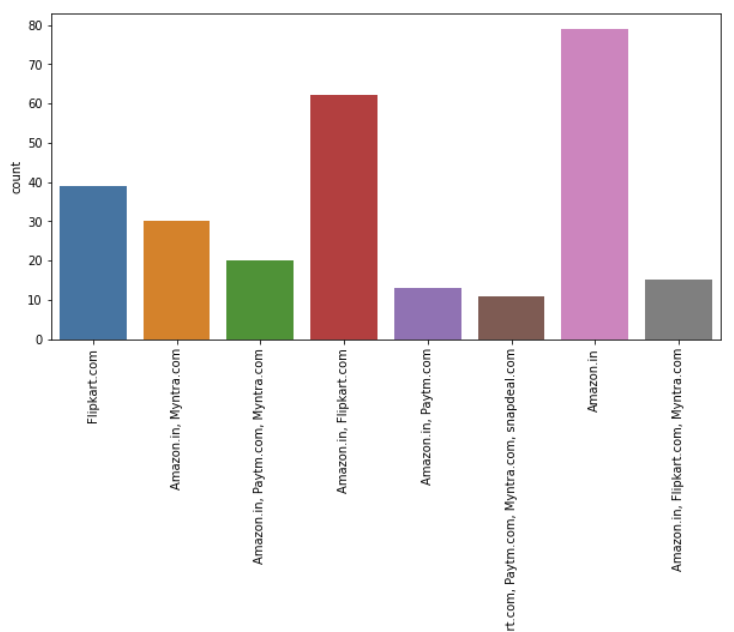 80
70
60
50
40
30
20
10
0
count
Flipkart.com
Amazon.in, Myntra.com
Amazon.in, Paytm.com, Myntra.com
Amazon.in, Flipkart.com
Amazon.in, Paytm.com
rt.com, Paytm.com, Myntra.com, snapdeal.com
Amazon.in
Amazon.in, Flipkart.com, Myntra.com